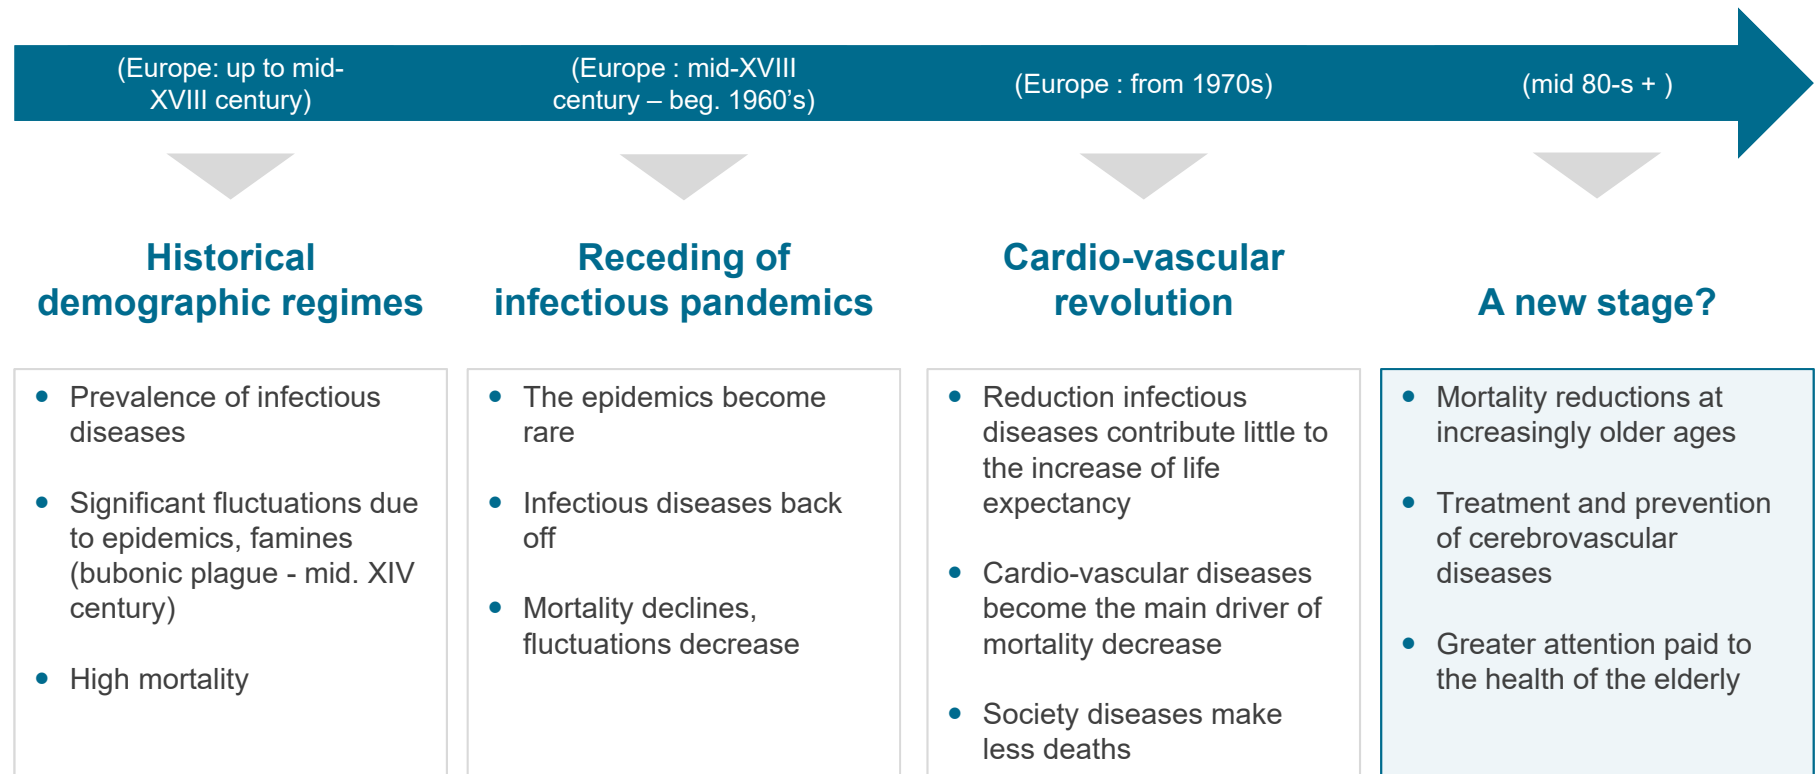 (Europe: up to mid-
XVIII century)
(Europe : mid-XVIII
century – beg. 1960’s)
(Europe : from 1970s)
(mid 80-s + )
Historical
demographic regimes
Receding of
infectious pandemics
Cardio-vascular
revolution
A new stage?
• Prevalence of infectious
diseases
• Significant fluctuations due
to epidemics, famines
(bubonic plague - mid. XIV
century)
• High mortality
• The epidemics become
rare
• Infectious diseases back
off
• Mortality declines,
fluctuations decrease
• Reduction infectious
diseases contribute little to
the increase of life
expectancy
• Cardio-vascular diseases
become the main driver of
mortality decrease
• Society diseases make
less deaths
• Mortality reductions at
increasingly older ages
• Treatment and prevention
of cerebrovascular
diseases
• Greater attention paid to
the health of the elderly